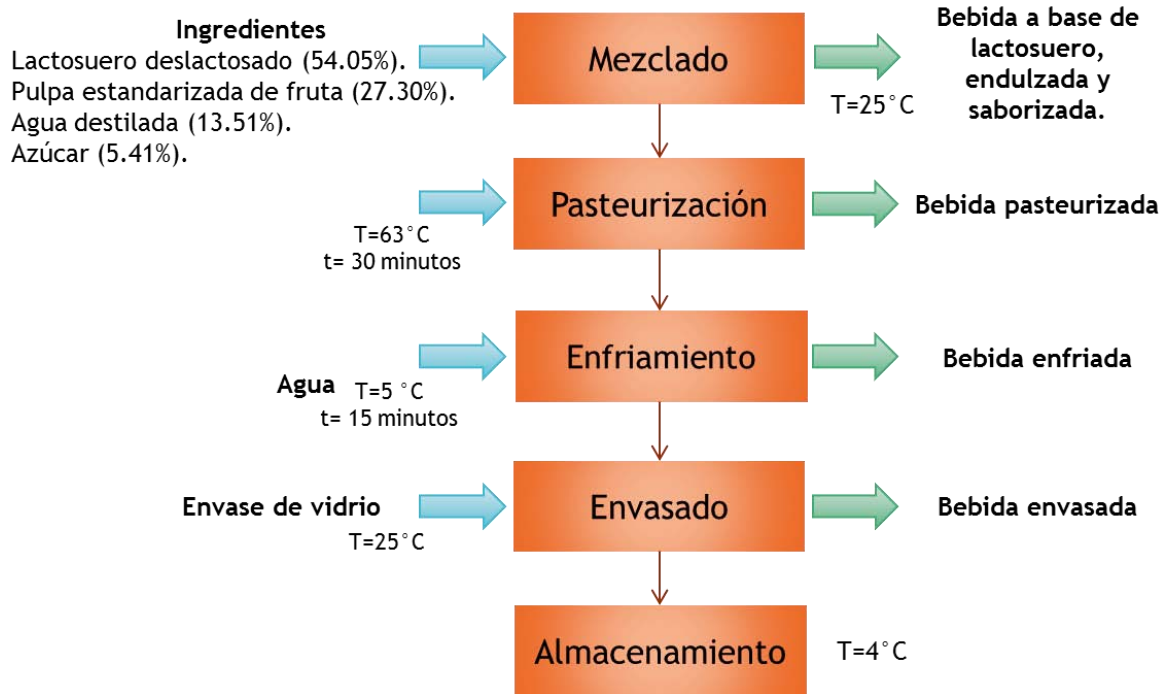 Ingredientes
Lactosuero deslactosado (54.05%).
Pulpa estandarizada de fruta (27.30%).
Agua destilada (13.51%).
Azúcar (5.41%).
Mezclado
T=25°C
Bebida a base de
lactosuero,
endulzada y
saborizada.
T=63°C
t= 30 minutos
Pasteurización
Bebida pasteurizada
Agua T=5 °C
t= 15 minutos
Enfriamiento
Bebida enfriada
Envase de vidrio
T=25°C
Envasado
Bebida envasada
Almacenamiento
T=4°C